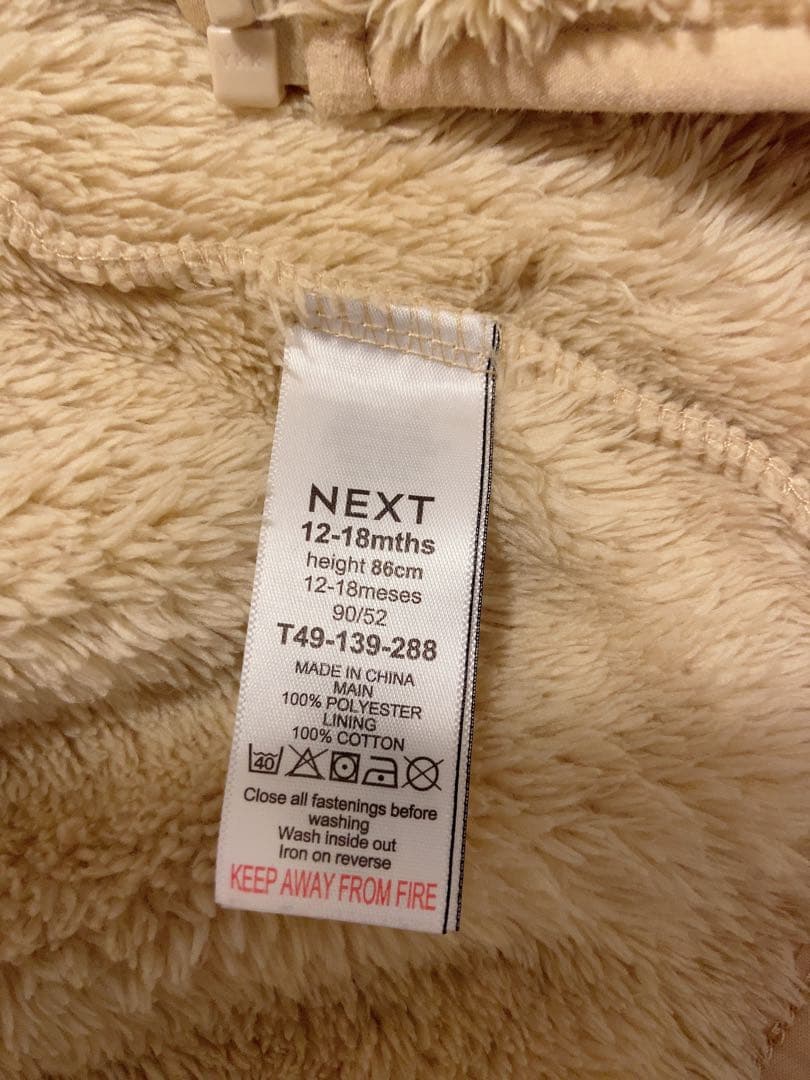 YKK
NEXT
12-18mths
height 86cm
12-18meses
90/52
T49-139-288
MADE IN CHINA
MAIN
100% POLYESTER
LINING
100% COTTON
40
Close all fastenings before
washing
Wash inside out
Iron on reverse
KEEP AWAY FROM FIRE